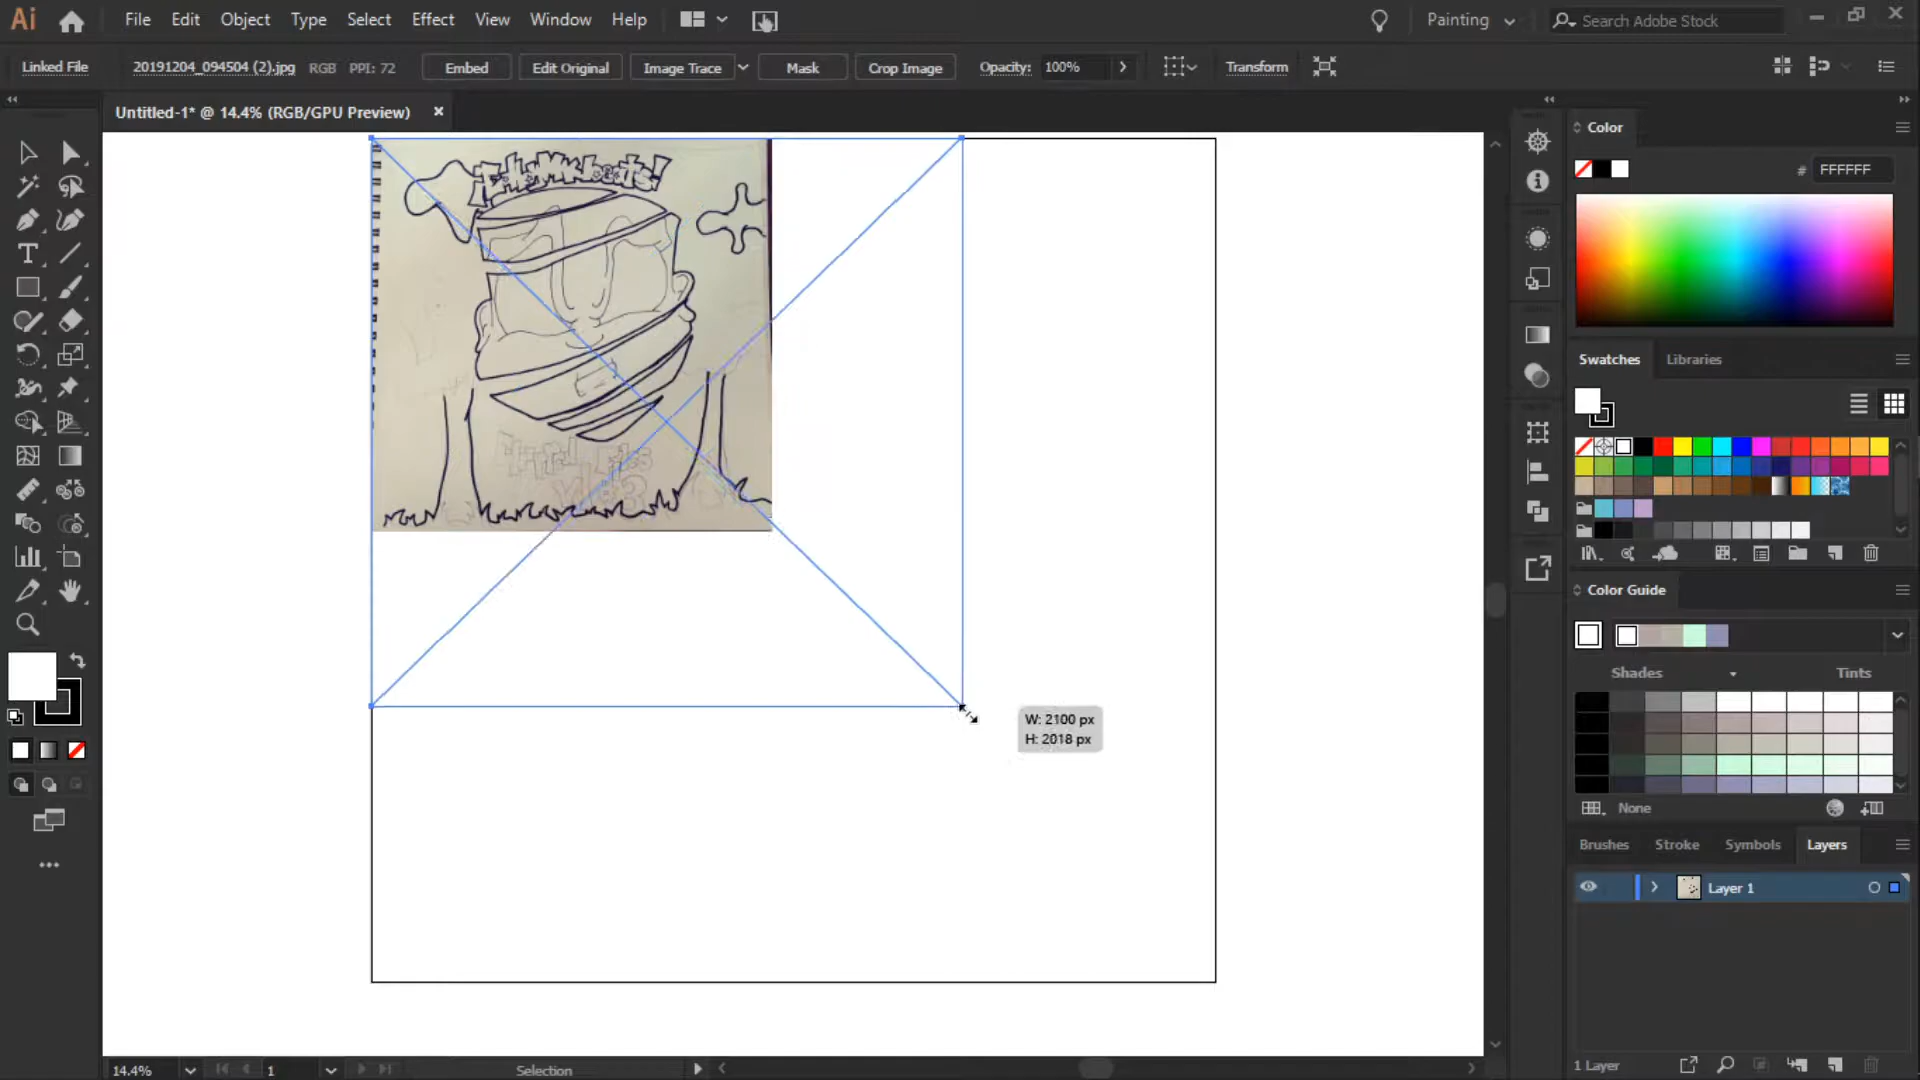 Ai File Edit Object Type Select Effect View Window Help Painting Search Adobe Stock
Linked File 20191204_094504 (2).jpg RGB PPI: 72 Embed Edit Original Image Trace Mask Crop Image Opacity: 100% Transform
Untitled-1* @ 14.4% (RGB/GPU Preview)
Color
# FFFFFF
Swatches Libraries
Color Guide
Shades Tints
W: 2100 px
H: 2018 px
None
Brushes Stroke Symbols Layers
Layer 1
1 Layer
14.4% 1 Selection